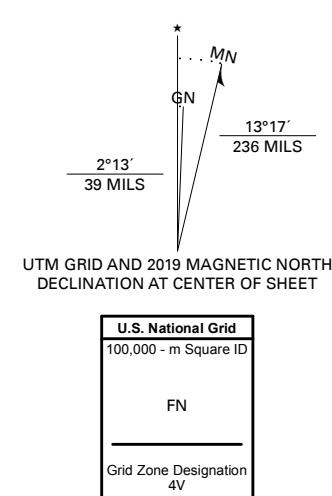 ★
MN
GN
13°17´
236 MILS
2°13´
39 MILS
UTM GRID AND 2019 MAGNETIC NORTH
DECLINATION AT CENTER OF SHEET
U.S. National Grid
100,000 - m Square ID
FN
Grid Zone Designation
4V